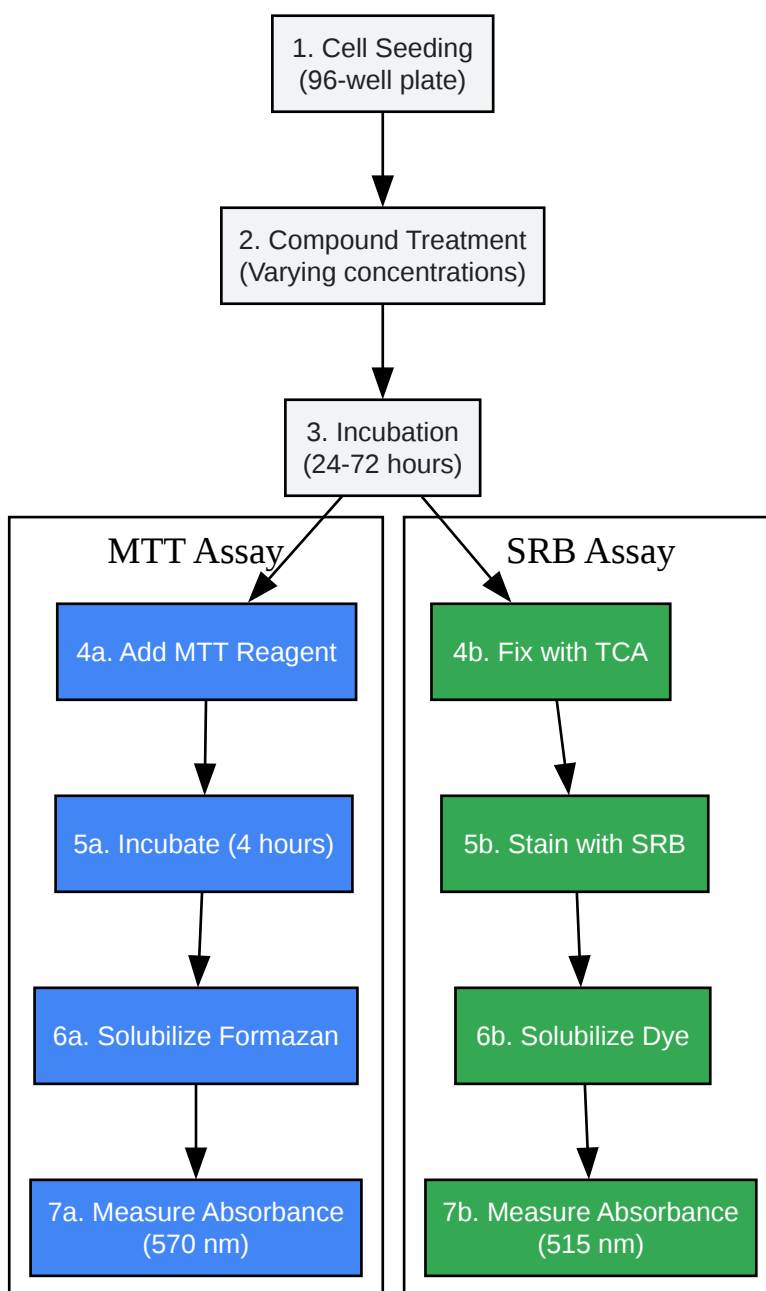 1. Cell Seeding
(96-well plate)
2. Compound Treatment
(Varying concentrations)
3. Incubation
(24-72 hours)
MTT Assay
4a. Add MTT Reagent
5a. Incubate (4 hours)
6a. Solubilize Formazan
7a. Measure Absorbance
(570 nm)
SRB Assay
4b. Fix with TCA
5b. Stain with SRB
6b. Solubilize Dye
7b. Measure Absorbance
(515 nm)